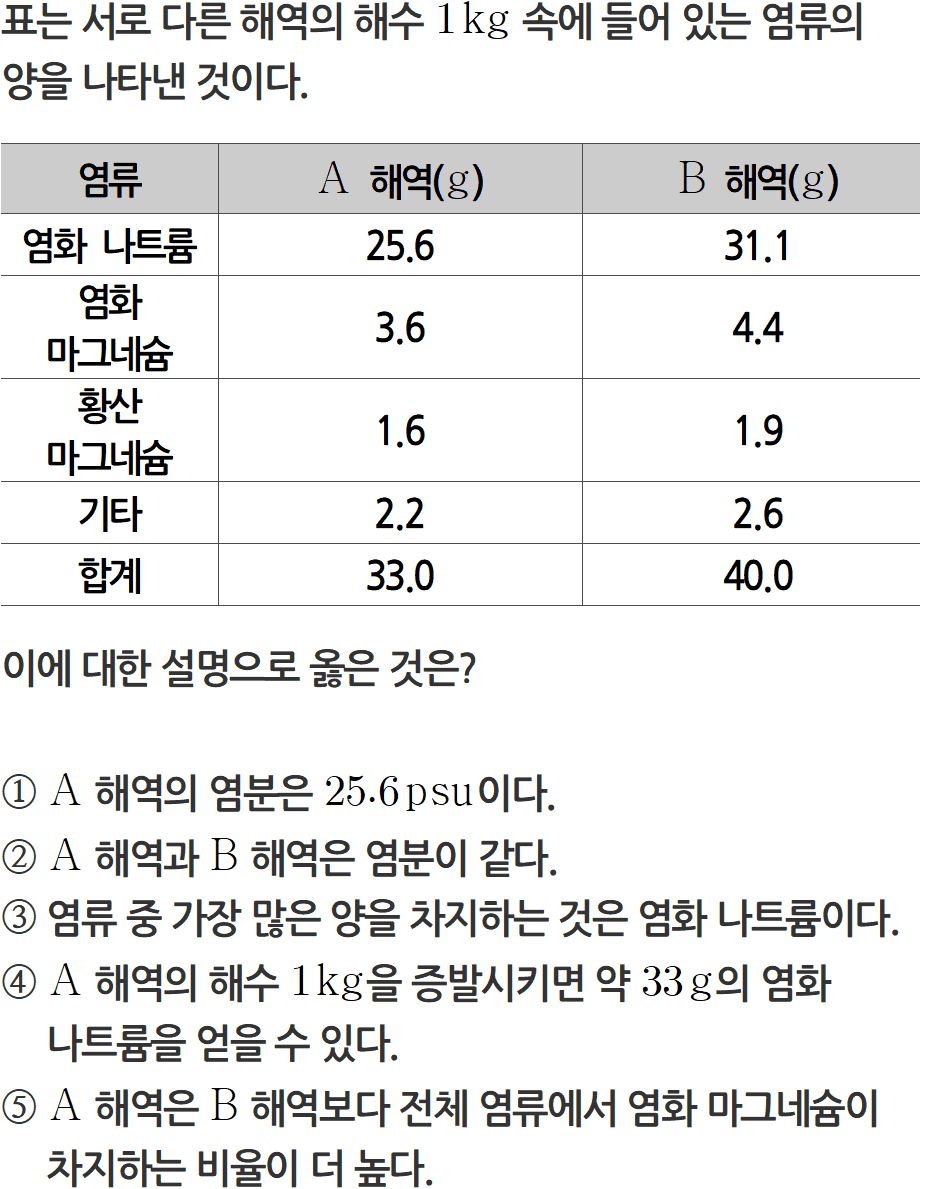 표는 서로 다른 해역의 해수 1kg 속에 들어 있는 염류의
양을 나타낸 것이다.
염류 A 해역(g) B 해역(g)
염화 나트륨 25.6 31.1
염화
마그네슘 3.6 4.4
황산
마그네슘 1.6 1.9
기타 2.2 2.6
합계 33.0 40.0
이에 대한 설명으로 옳은 것은?
① A 해역의 염분은 25.6psu이다.
② A 해역과 B 해역은 염분이 같다.
③ 염류 중 가장 많은 양을 차지하는 것은 염화 나트륨이다.
④ A 해역의 해수 1kg을 증발시키면 약 33g의 염화
나트륨을 얻을 수 있다.
⑤ A 해역은 B 해역보다 전체 염류에서 염화 마그네슘이
차지하는 비율이 더 높다.